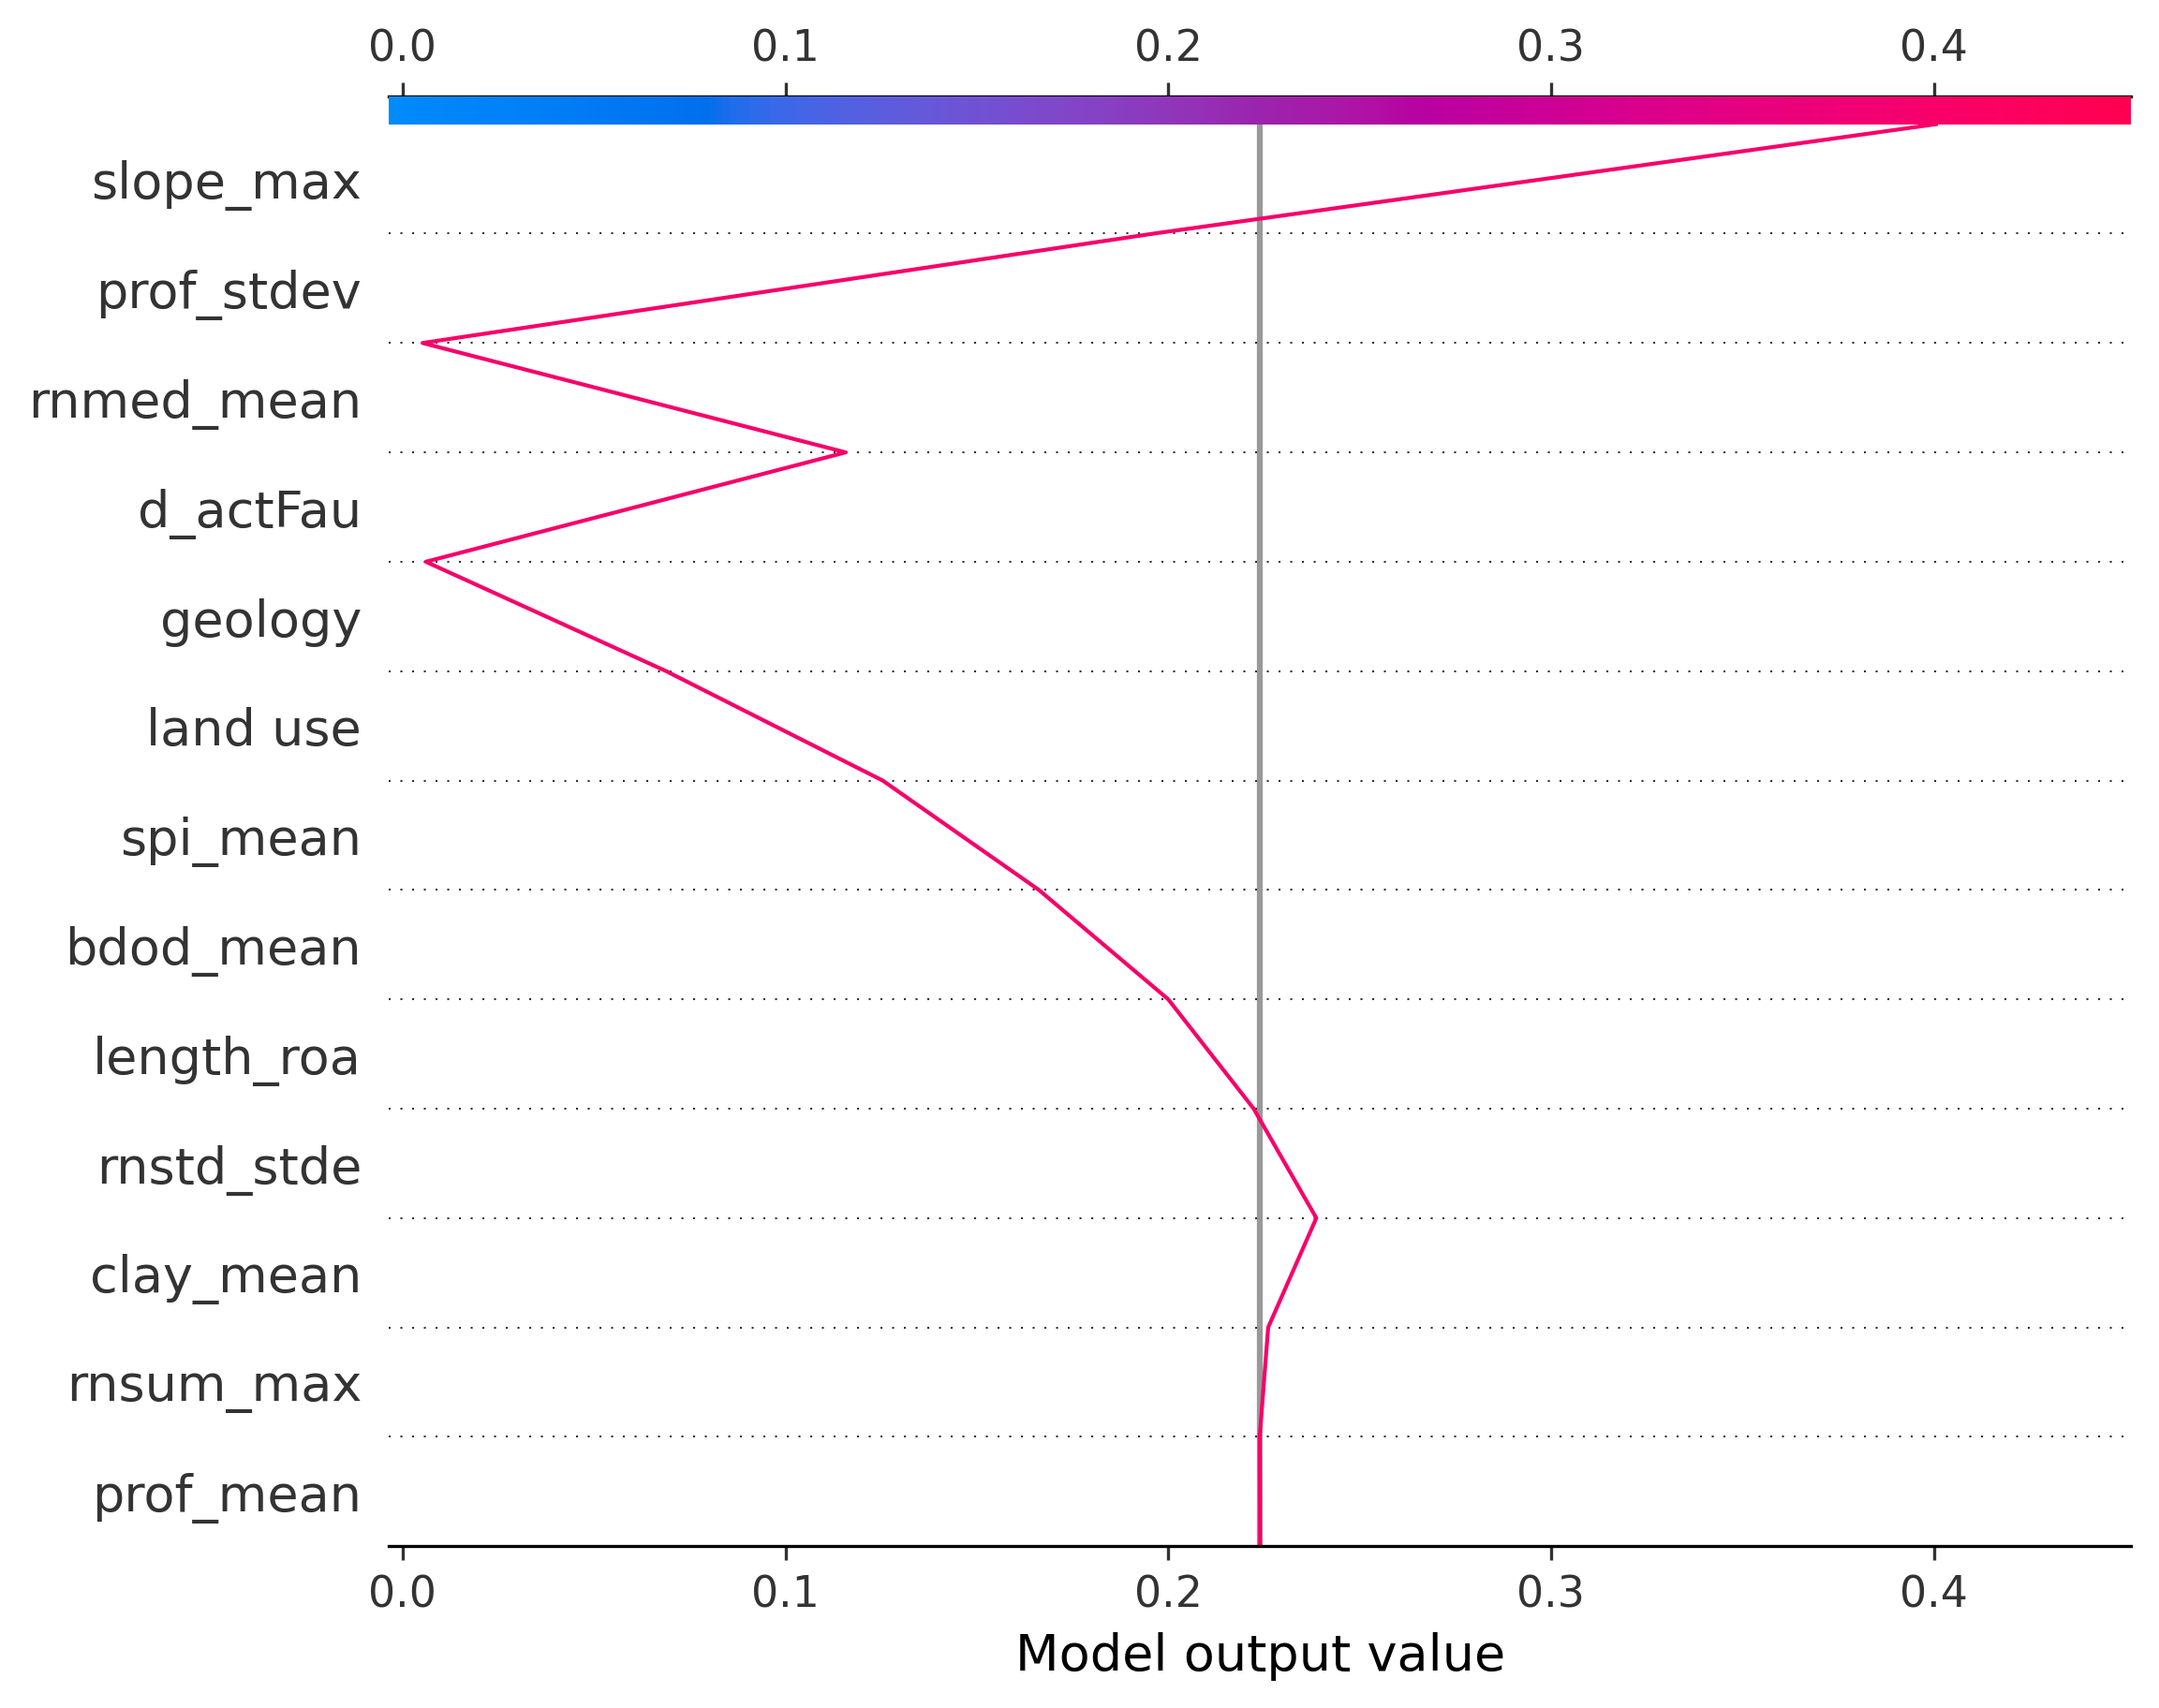 0.0 0.1 0.2 0.3 0.4
slope_max
prof_stdev
rnmed_mean
d_actFau
geology
land use
spi_mean
bdod_mean
length_roa
rnstd_stde
clay_mean
rnsum_max
prof_mean
0.0 0.1 0.2 0.3 0.4
Model output value